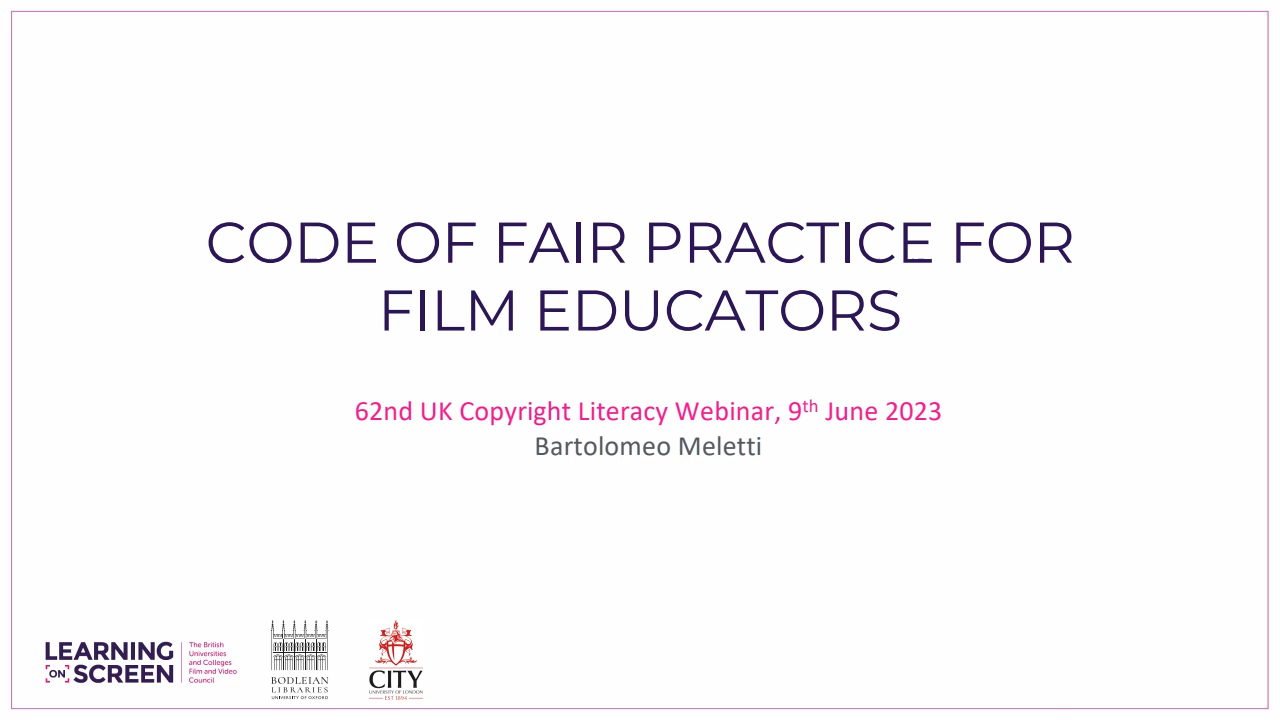 CODE OF FAIR PRACTICE FOR
FILM EDUCATORS
62nd UK Copyright Literacy Webinar, 9th June 2023
Bartolomeo Meletti
LEARNING
ON SCREEN
The British
Universities
and Colleges
Film and Video
Council
BODLEIAN
LIBRARIES
UNIVERSITY OF OXFORD
CITY
UNIVERSITY OF LONDON
EST 1894